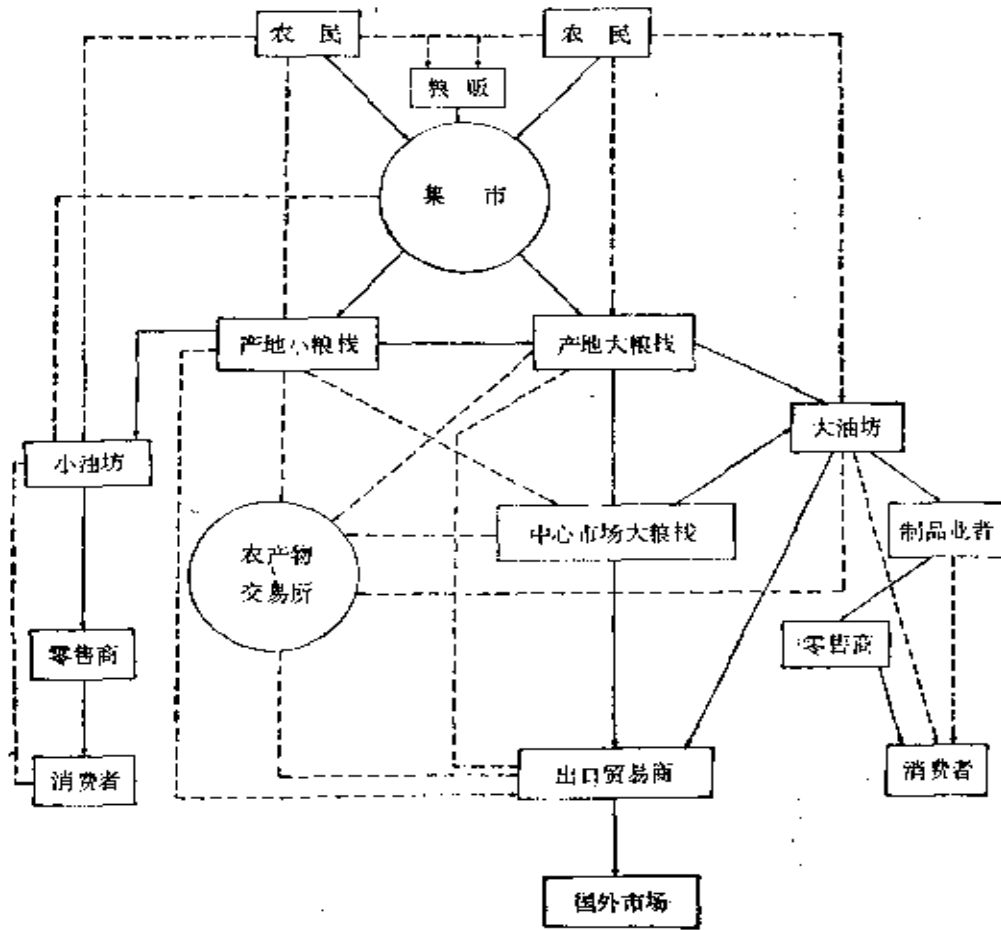 农 民
农 民
粮 贩
集 市
产地小粮栈
产地大粮栈
大油坊
小油坊
中心市场大粮栈
制品业者
农产物
交易所
零售商
零售商
出口贸易商
消费者
消费者
国外市场